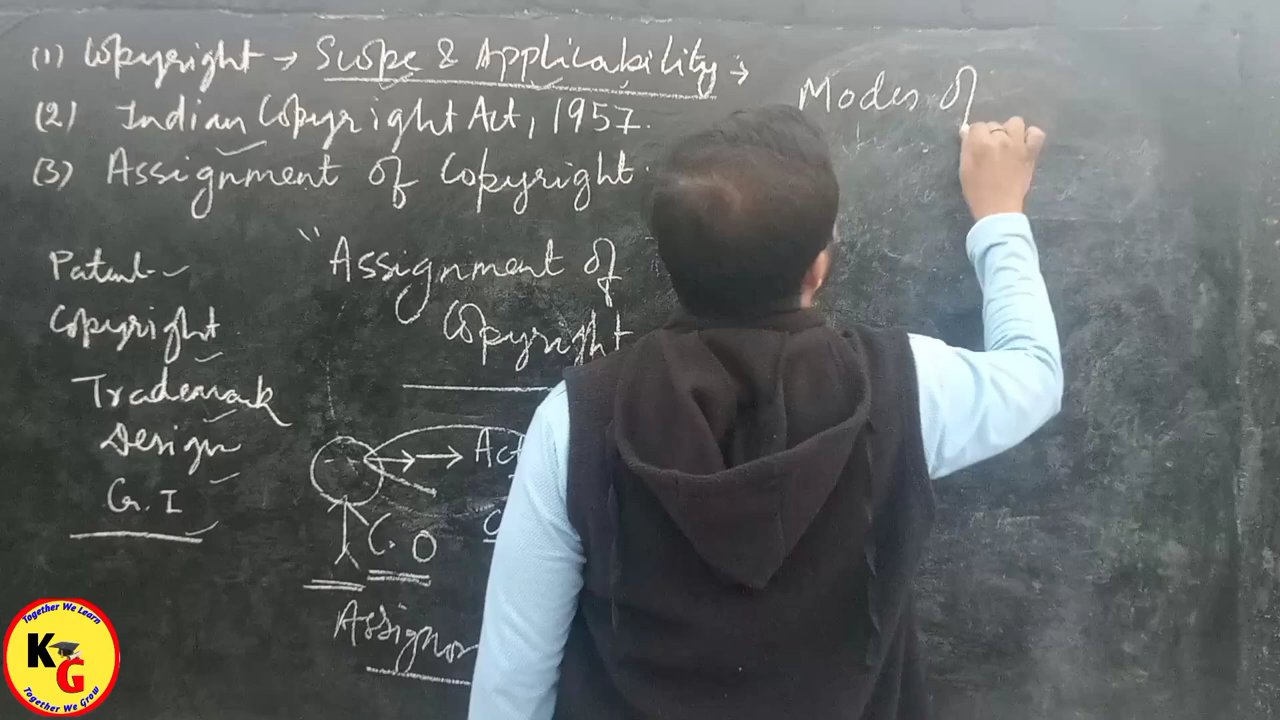 (1) Copyright → Scope & Applicability →
(2) Indian Copyright Act, 1957.
(3) Assignment of Copyright.
Patent
Copyright
Trademark
Design
G.I
"Assignment of
Copyright
Act
C. O
Assignor
Modes of
Together We Learn
KG
Together We Grow